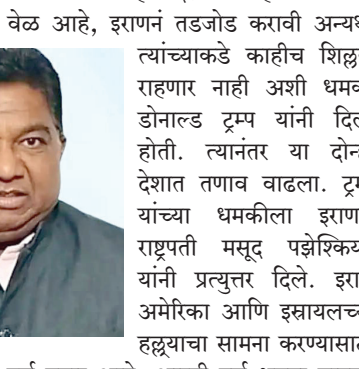 वेळ आहे, इराणनं तडजोड करावी अन्यथ
त्यांच्याकडे काहीच शिल्ल
राहणार नाही अशी धमक
डोनाल्ड ट्रम्प यांनी दिल
होती. त्यानंतर या दोन्ह
देशात तणाव वाढला. ट्रम
यांच्या धमकीला इराण
राष्ट्रपती मसूद पझेश्किय
यांनी प्रत्युत्तर दिले. इरा
अमेरिका आणि इस्रायलच्य
हल्ल्याचा सामना करण्यासा